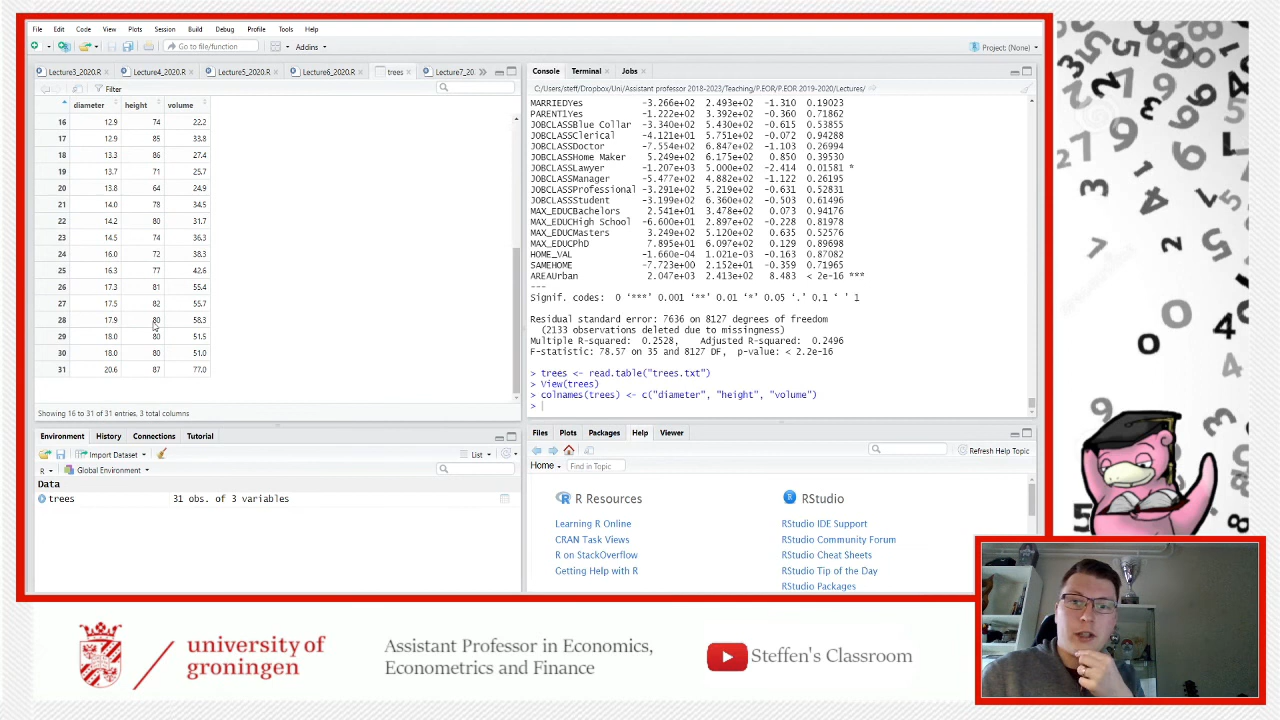 File Edit Code View Plots Session Build Debug Profile Tools Help
Go to file/function Addins Project: (None)
Lecture3_2020.R Lecture4_2020.R Lecture5_2020.R trees Lecture7_20
Filter
diameter height volume
16 12.9 74 22.2
17 12.9 85 33.8
18 13.3 86 27.4
19 13.7 71 25.7
20 13.8 64 24.9
21 14.0 78 34.5
22 14.2 80 31.7
23 14.5 74 36.3
24 16.0 72 38.3
25 16.3 77 42.6
26 17.3 81 55.4
27 17.5 82 55.7
28 17.9 80 58.3
29 18.0 80 51.5
30 18.0 80 51.0
31 20.6 87 77.0
Showing 16 to 31 of 31 entries, 3 total columns
Environment History Connections Tutorial
Import Dataset List
R Global Environment
Data
trees 31 obs. of 3 variables
Console Terminal Jobs
C:/Users/steff/Dropbox/Uni/Assistant professor 2018-2023/Teaching/P.EOR/P.EOR 2019-2020/Lectures/
MARRIEDYes -3.266e+02 2.493e+02 -1.310 0.19023
PARENT1Yes -1.222e+02 3.392e+02 -0.360 0.71862
JOBCLASSBlue Collar -3.340e+02 5.430e+02 -0.615 0.53855
JOBCLASSClerical -4.121e+01 5.751e+02 -0.072 0.94288
JOBCLASSDoctor -7.554e+02 6.847e+02 -1.103 0.26994
JOBCLASSHome Maker 5.249e+02 6.175e+02 0.850 0.39530
JOBCLASSLawyer -1.207e+03 5.000e+02 -2.414 0.01581 *
JOBCLASSManager -5.477e+02 4.882e+02 -1.122 0.26195
JOBCLASSProfessional -3.291e+02 5.219e+02 -0.631 0.52831
JOBCLASSStudent -3.199e+02 6.360e+02 -0.503 0.61496
MAX_EDUCBachelors 2.541e+01 3.478e+02 0.073 0.94176
MAX_EDUCHigh School -6.600e+01 2.897e+02 -0.228 0.81978
MAX_EDUCMasters 3.249e+02 5.120e+02 0.635 0.52576
MAX_EDUCPhD 7.895e+01 6.097e+02 0.129 0.89698
HOME_VAL -1.660e-04 1.021e-03 -0.163 0.87082
SAMEHOME -7.723e+00 2.152e+01 -0.359 0.71965
AREAUrban 2.047e+03 2.413e+02 8.483 < 2e-16 ***
---
Signif. codes: 0 ‘***’ 0.001 ‘**’ 0.01 ‘*’ 0.05 ‘.’ 0.1 ‘ ’ 1
Residual standard error: 7636 on 8127 degrees of freedom
(2133 observations deleted due to missingness)
Multiple R-squared: 0.2528, Adjusted R-squared: 0.2496
F-statistic: 78.57 on 35 and 8127 DF, p-value: < 2.2e-16
> trees <- read.table("trees.txt")
> View(trees)
> colnames(trees) <- c("diameter", "height", "volume")
>
Files Plots Packages Help Viewer
Refresh Help Topic
Home Find in Topic
R Resources RStudio
Learning R Online RStudio IDE Support
CRAN Task Views RStudio Community Forum
R on StackOverflow RStudio Cheat Sheets
Getting Help with R RStudio Tip of the Day
RStudio Packages
university of
groningen
Assistant Professor in Economics,
Econometrics and Finance
Steffen's Classroom